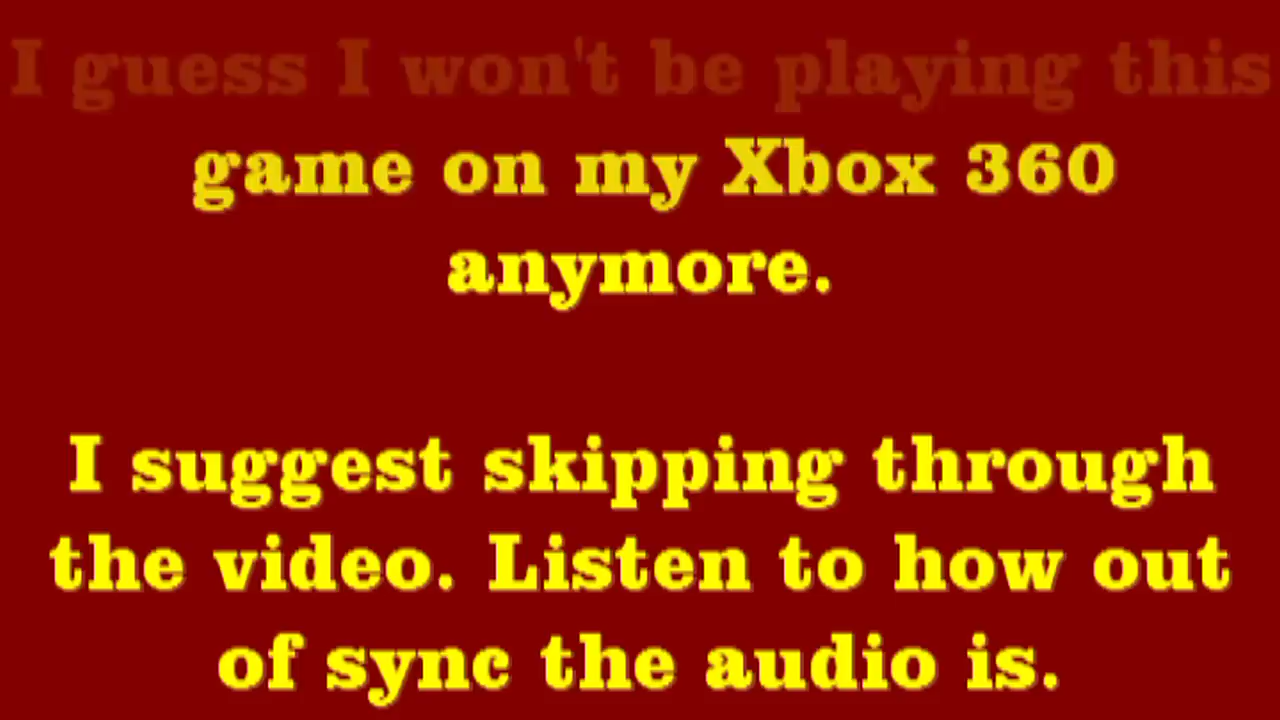 I guess I won't be playing this
game on my Xbox 360
anymore.
I suggest skipping through
the video. Listen to how out
of sync the audio is.